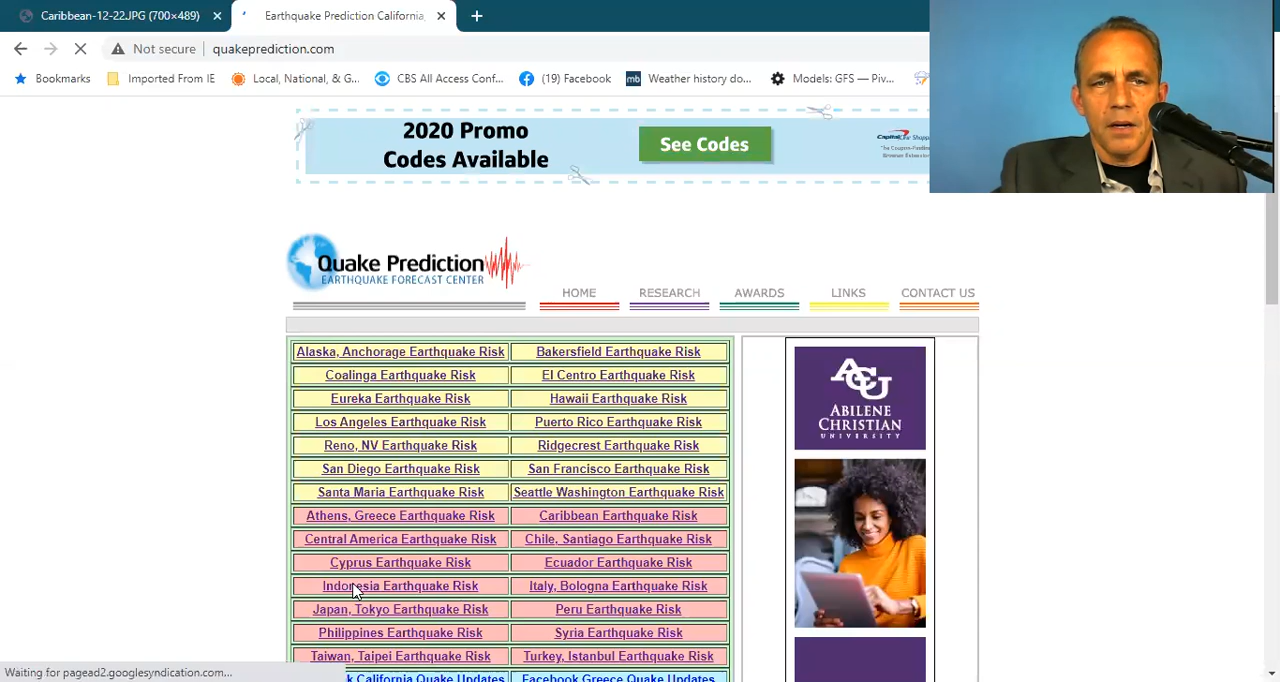 Caribbean-12-22.JPG (700×489)
Earthquake Prediction California,
Not secure
quakeprediction.com
Bookmarks
Imported From IE
Local, National, & G...
CBS All Access Conf...
(19) Facebook
Weather history do...
Models: GFS — Piv...
2020 Promo
Codes Available
See Codes
Quake Prediction
EARTHQUAKE FORECAST CENTER
HOME
RESEARCH
AWARDS
LINKS
CONTACT US
Alaska, Anchorage Earthquake Risk
Bakersfield Earthquake Risk
Coalinga Earthquake Risk
El Centro Earthquake Risk
Eureka Earthquake Risk
Hawaii Earthquake Risk
Los Angeles Earthquake Risk
Puerto Rico Earthquake Risk
Reno, NV Earthquake Risk
Ridgecrest Earthquake Risk
San Diego Earthquake Risk
San Francisco Earthquake Risk
Santa Maria Earthquake Risk
Seattle Washington Earthquake Risk
Athens, Greece Earthquake Risk
Caribbean Earthquake Risk
Central America Earthquake Risk
Chile, Santiago Earthquake Risk
Cyprus Earthquake Risk
Ecuador Earthquake Risk
Indonesia Earthquake Risk
Italy, Bologna Earthquake Risk
Japan, Tokyo Earthquake Risk
Peru Earthquake Risk
Philippines Earthquake Risk
Syria Earthquake Risk
Taiwan, Taipei Earthquake Risk
Turkey, Istanbul Earthquake Risk
California Quake Updates
Facebook Greece Quake Updates
ACU
ABILENE
CHRISTIAN
UNIVERSITY
Waiting for pagead2.googlesyndication.com...